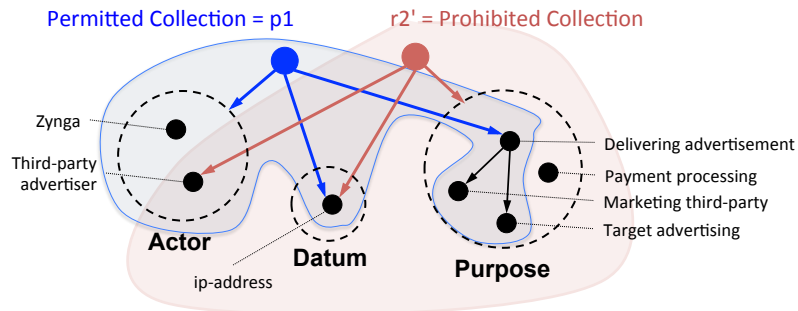 Permitted Collection = p1
r2' = Prohibited Collection
Zynga
Third-party
advertiser
Delivering advertisement
Payment processing
Marketing third-party
Target advertising
Actor
Datum
Purpose
ip-address